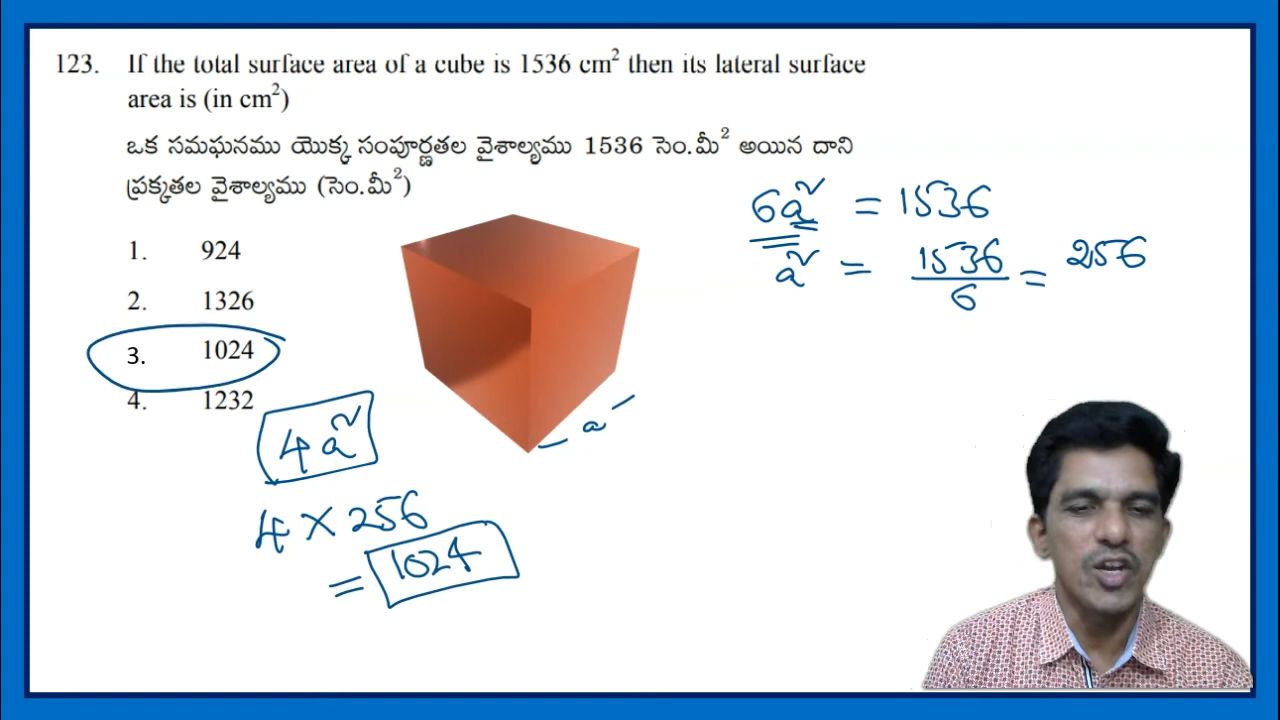 123. If the total surface area of a cube is 1536 cm² then its lateral surface
area is (in cm²)
ఒక సమఘనము యొక్క సంపూర్ణతల వైశాల్యము 1536 సెం.మీ² అయిన దాని
ప్రక్కతల వైశాల్యము (సెం.మీ²)
1. 924
2. 1326
3. 1024
4. 1232
6a² = 1536
a² = 1536/6 = 256
a
4a²
4 × 256
= 1024